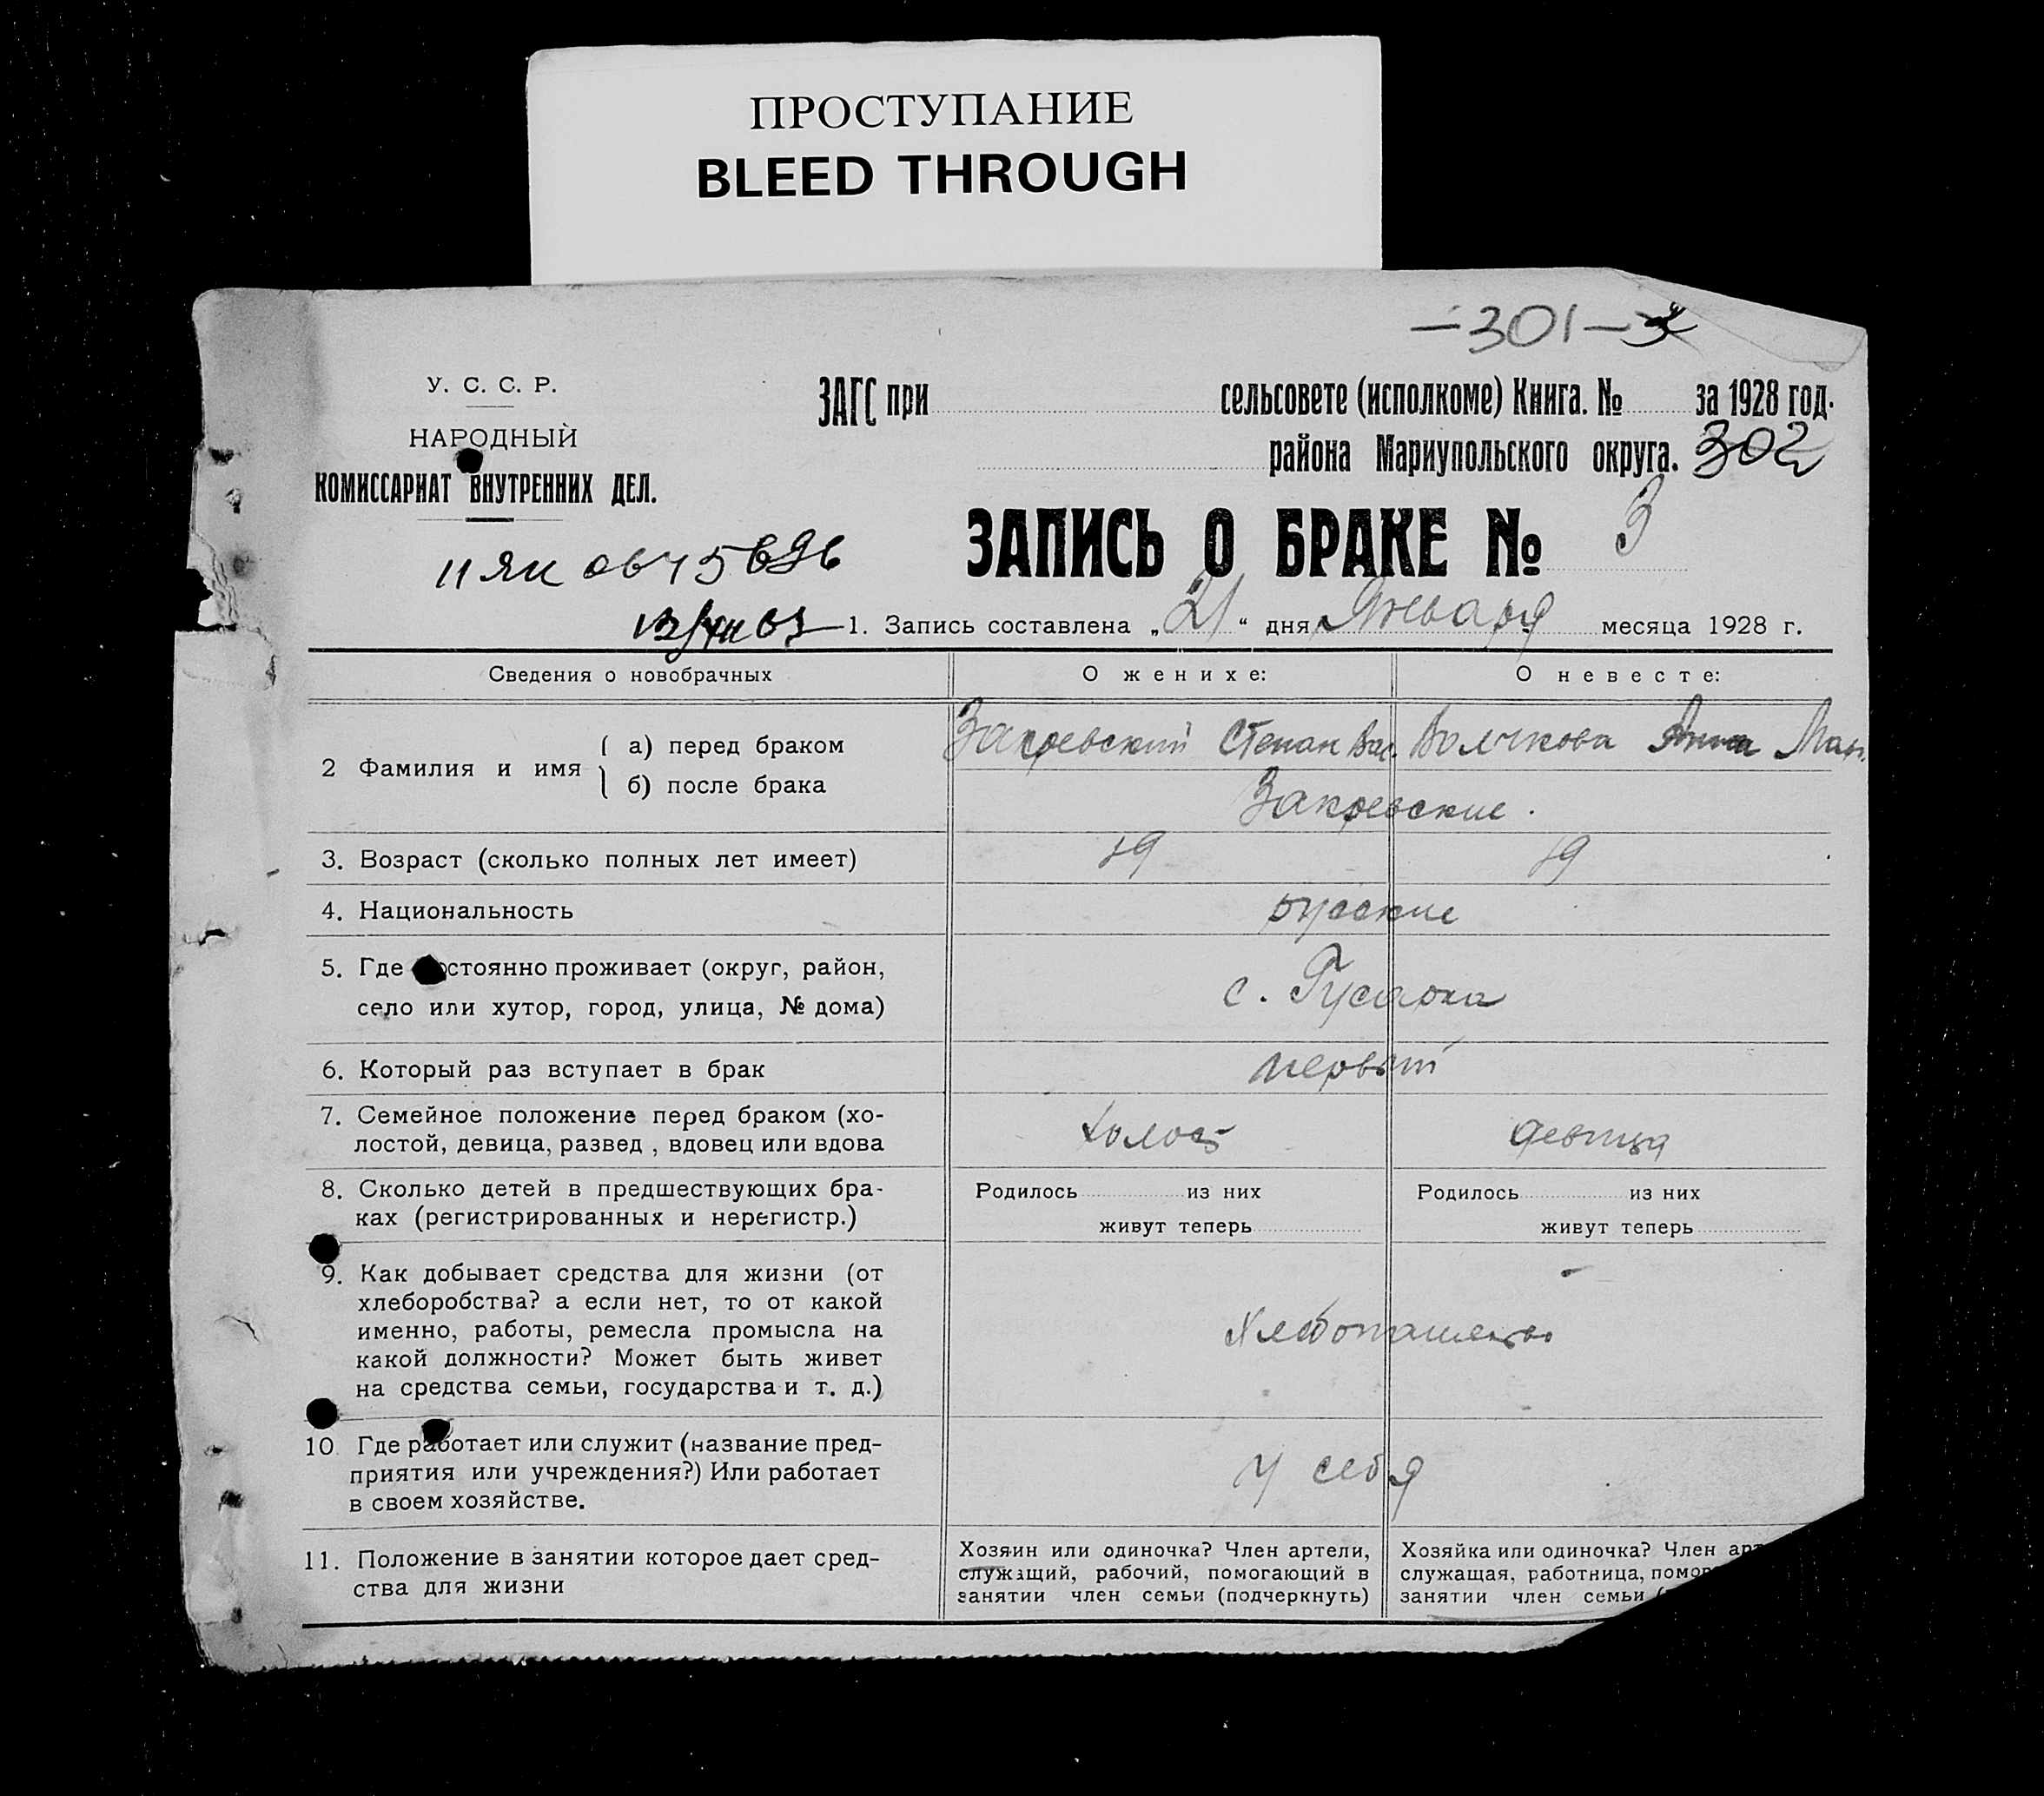 ПРОСТУПАНИЕ
BLEED THROUGH
—301—
У. С. С. Р.
НАРОДНЫЙ
КОМИССАРИАТ ВНУТРЕННИХ ДЕЛ.
ЗАГС при сельсовете (исполкоме) Книга. № за 1928 год.
района Мариупольского округа. 302
ЗАПИСЬ О БРАКЕ № 3
1. Запись составлена „21“ дня Января месяца 1928 г.
Сведения о новобрачных
О женихе:
О невесте:
2 Фамилия и имя
а) перед браком
Закревский Степан Вас.
Волчкова Анна
б) после брака
Закревские.
3. Возраст (сколько полных лет имеет)
19
19
4. Национальность
русские
5. Где стоянно проживает (округ, район,
село или хутор, город, улица, № дома)
с.
6. Который раз вступает в брак
первый
7. Семейное положение перед браком (хо-
лостой, девица, развед , вдовец или вдова
холост
девица
8. Сколько детей в предшествующих бра-
ках (регистрированных и нерегистр.)
Родилось из них
живут теперь
Родилось из них
живут теперь
9. Как добывает средства для жизни (от
хлеборобства? а если нет, то от какой
именно, работы, ремесла промысла на
какой должности? Может быть живет
на средства семьи, государства и т. д.)
Хлебопашество
10 Где работает или служит (название пред-
приятия или учреждения?) Или работает
в своем хозяйстве.
у себя
11. Положение в занятии которое дает сред-
ства для жизни
Хозяин или одиночка? Член артели,
служащий, рабочий, помогающий в
занятии член семьи (подчеркнуть)
Хозяйка или одиночка? Член арт
служащая, работница, помог
занятии член семьи